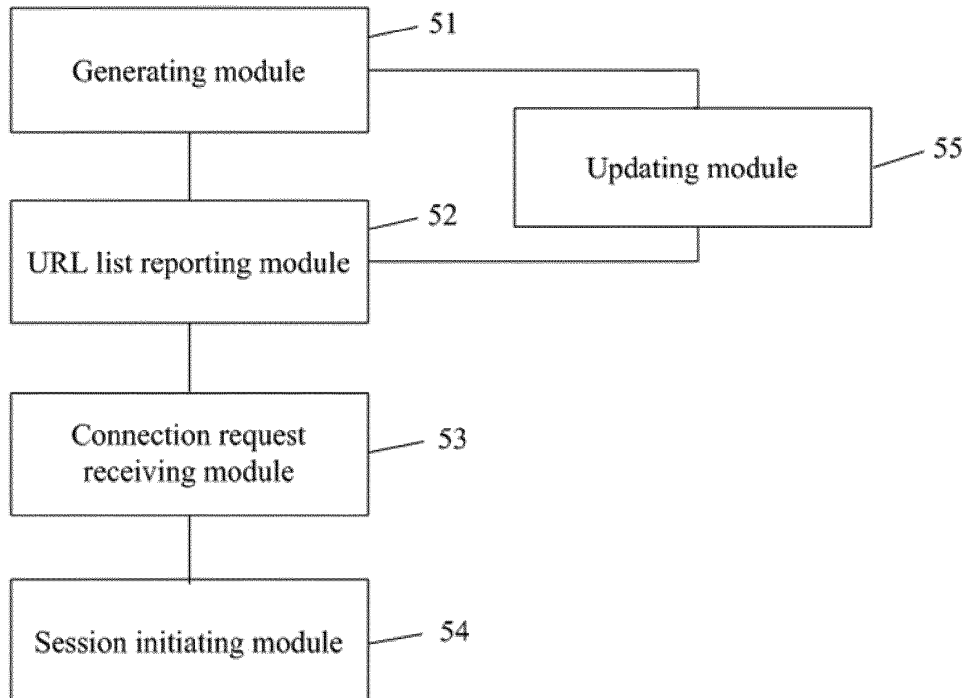 51
Generating module
55
Updating module
52
URL list reporting module
Connection request
receiving module
53
Session initiating module
54